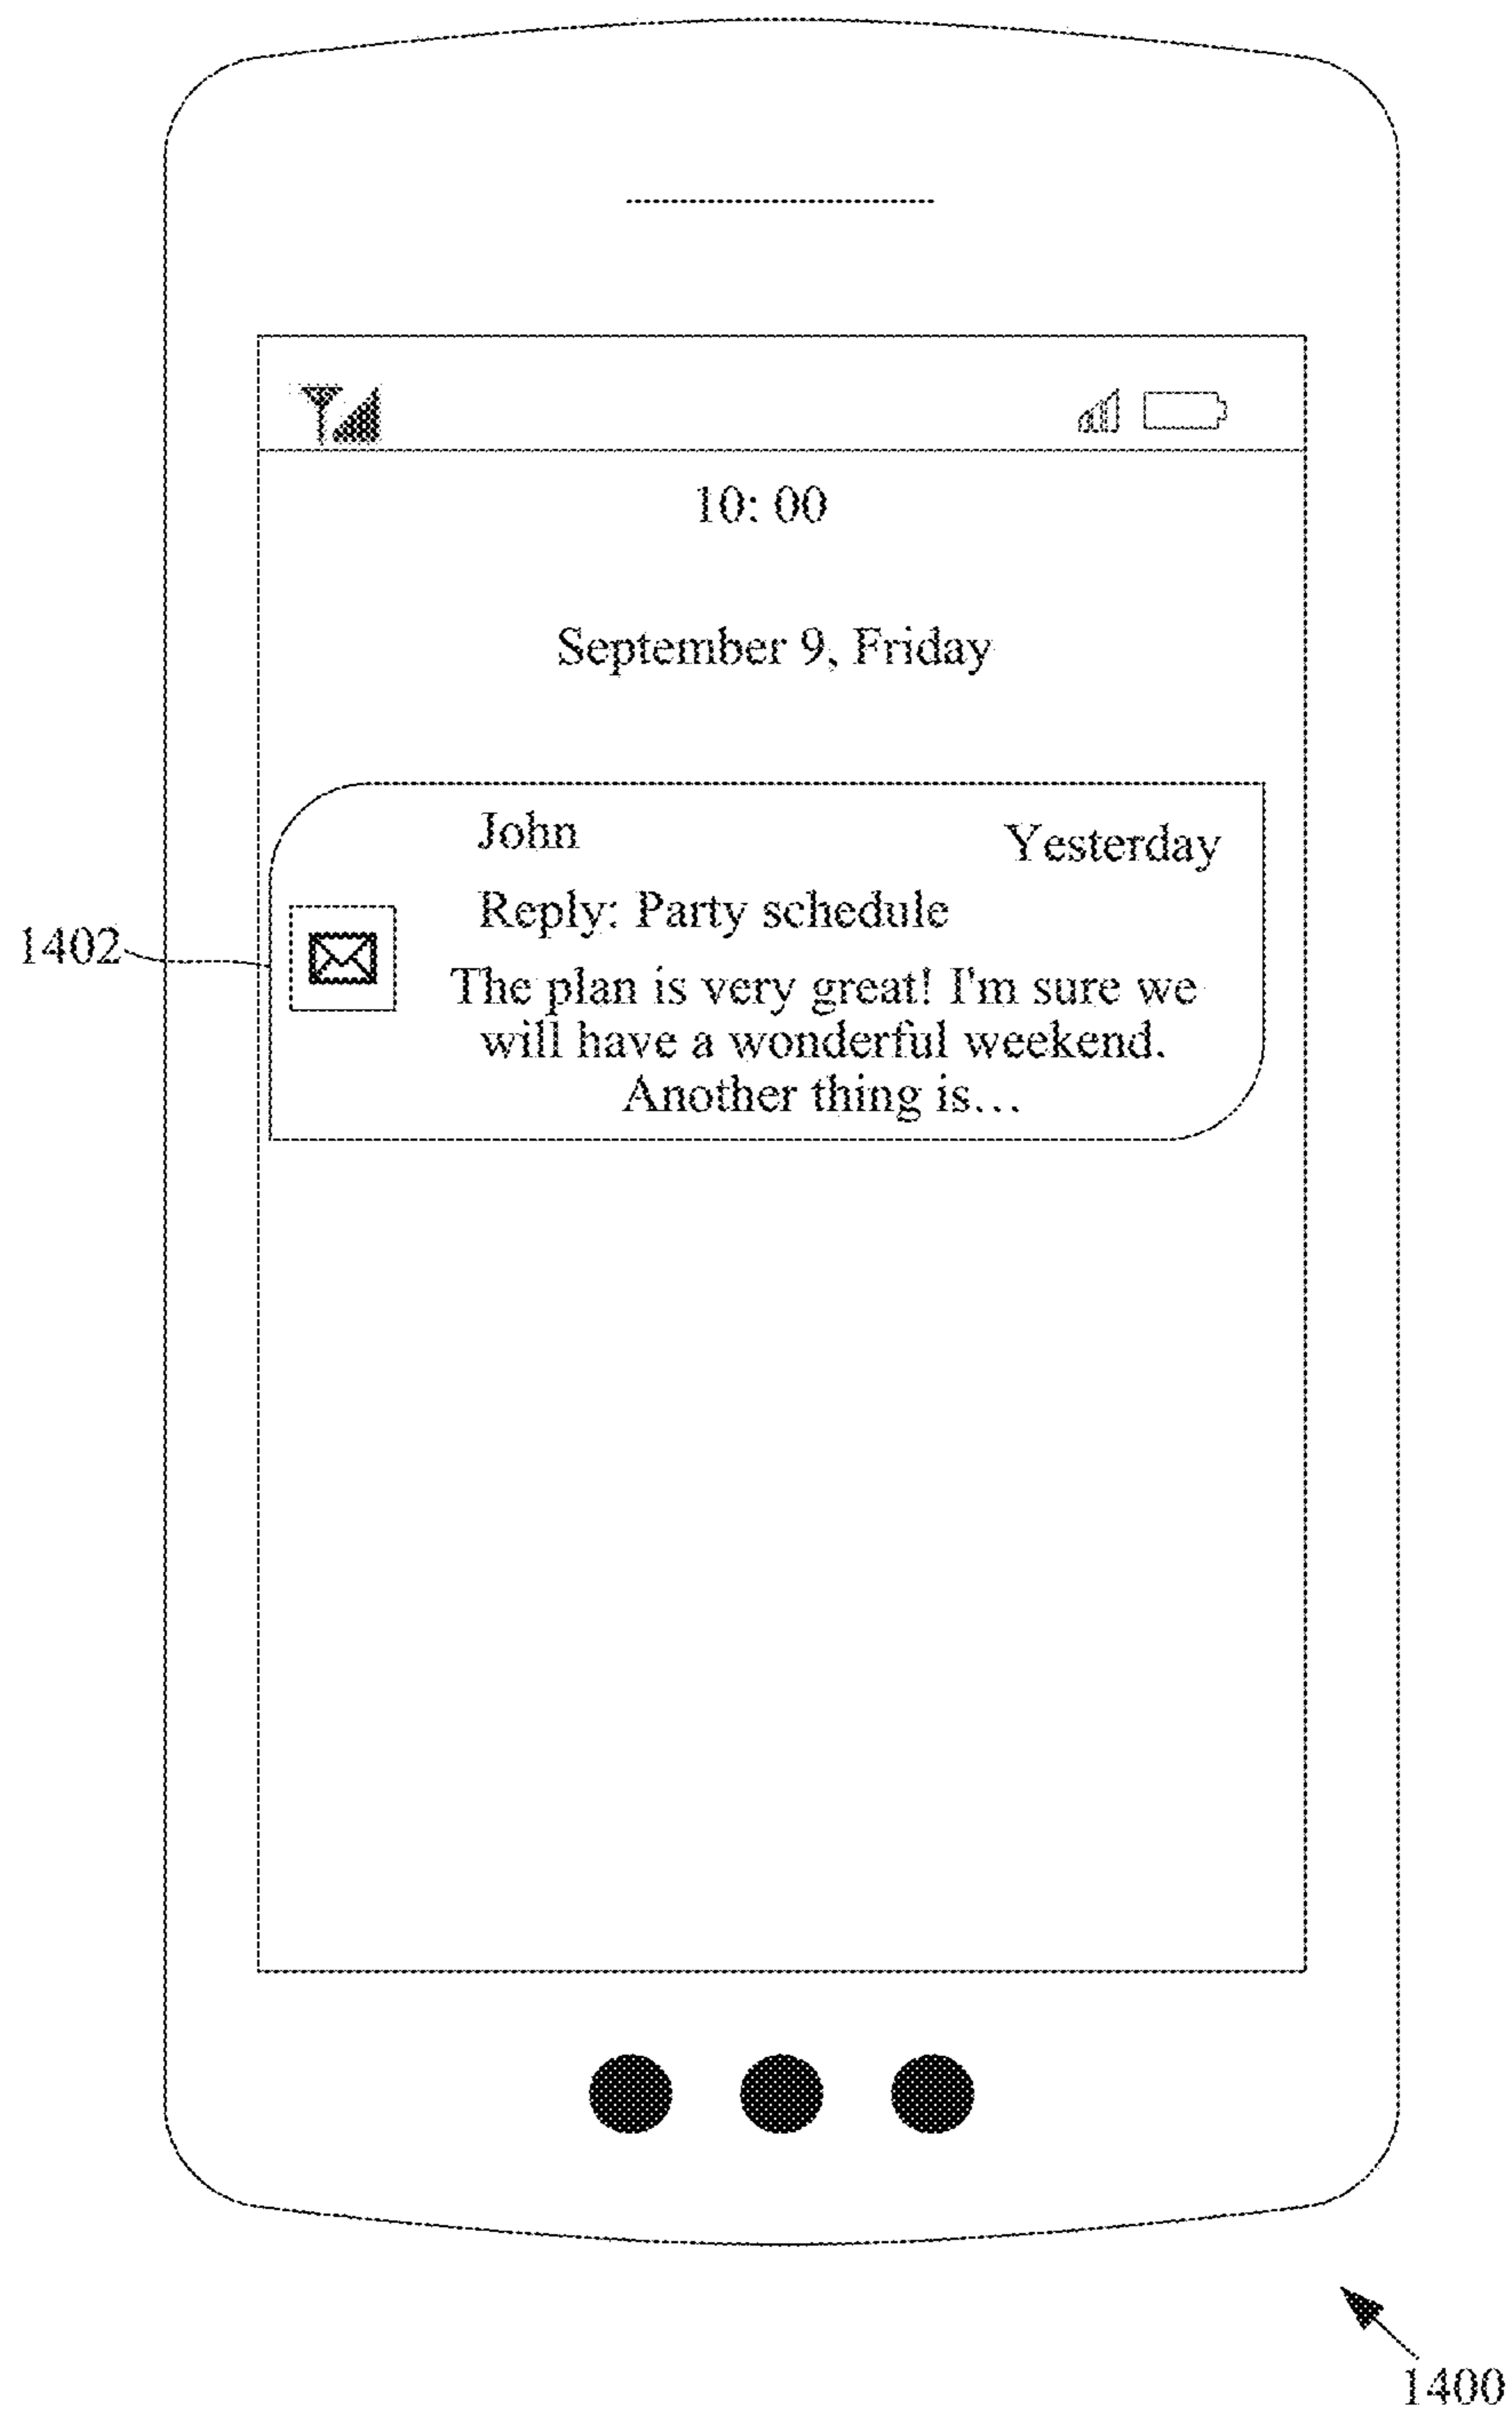 10: 00
September 9, Friday
John
Yesterday
Reply: Party schedule
1402
The plan is very great! I'm sure we
will have a wonderful weekend.
Another thing is...
1400